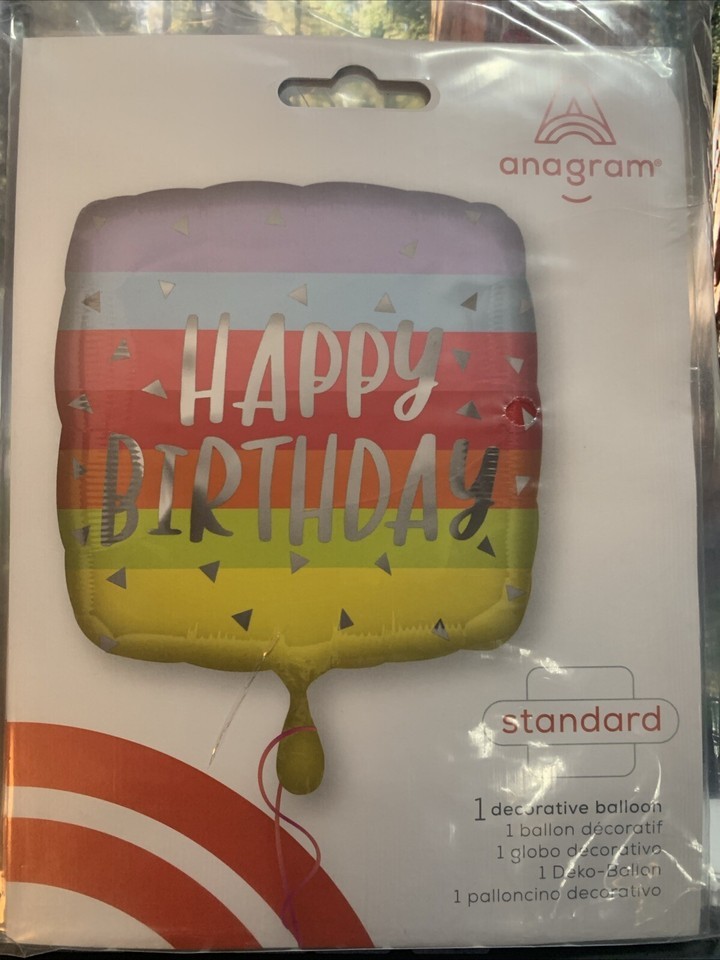 anagram®
HAPPY
BIRTHDAY
standard
1 decorative balloon
1 ballon décoratif
1 globo decorativo
1 Deko-Ballon
1 palloncino decorativo